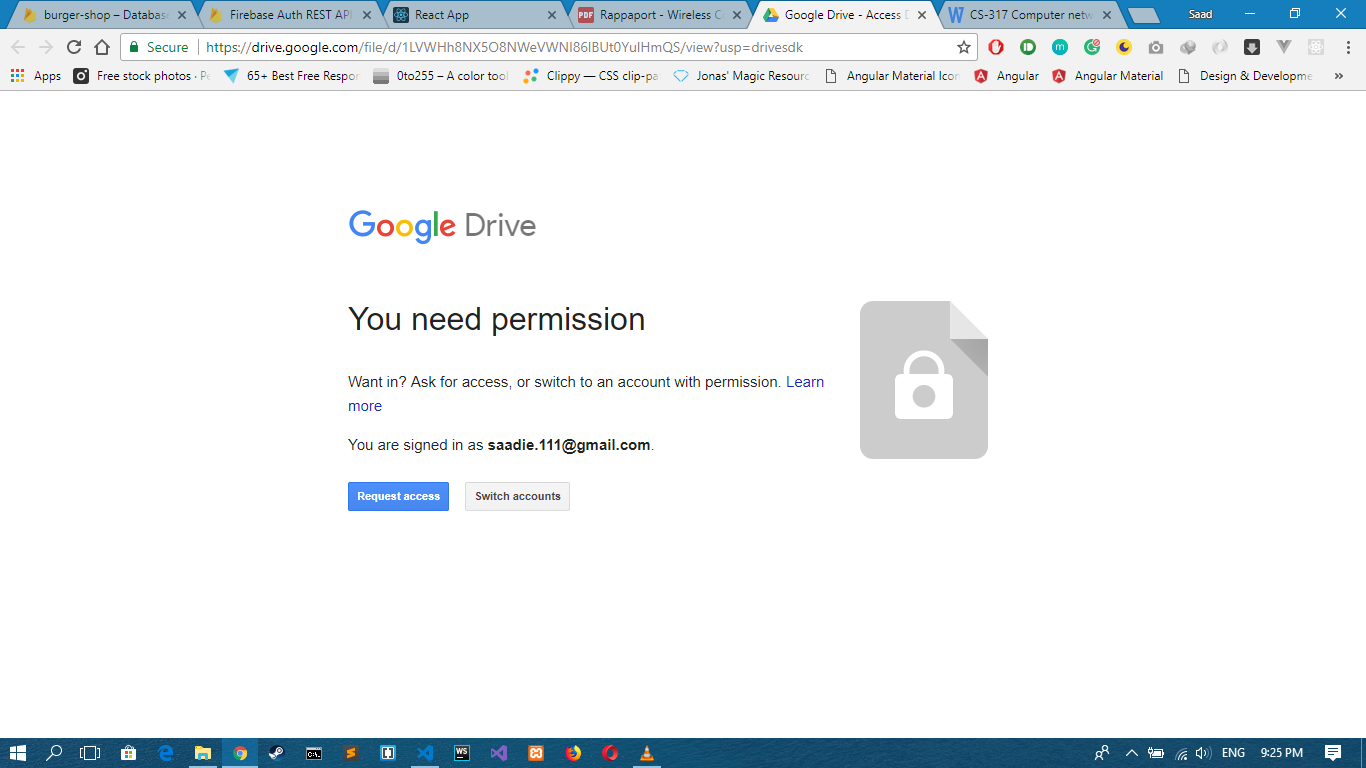 burger-shop – Database
Firebase Auth REST API
React App
Rappaport - Wireless C
Google Drive - Access D
CS-317 Computer netw
Saad
Secure
https://drive.google.com/file/d/1LVWHh8NX5O8NWeVWNI86IBUt0YulHmQS/view?usp=drivesdk
Apps
Free stock photos · Pe
65+ Best Free Respon
0to255 – A color tool
Clippy — CSS clip-pa
Jonas' Magic Resourc
Angular Material Icon
Angular
Angular Material
Design & Developme
Google Drive
You need permission
Want in? Ask for access, or switch to an account with permission. Learn
more
You are signed in as saadie.111@gmail.com.
Request access
Switch accounts
ENG
9:25 PM